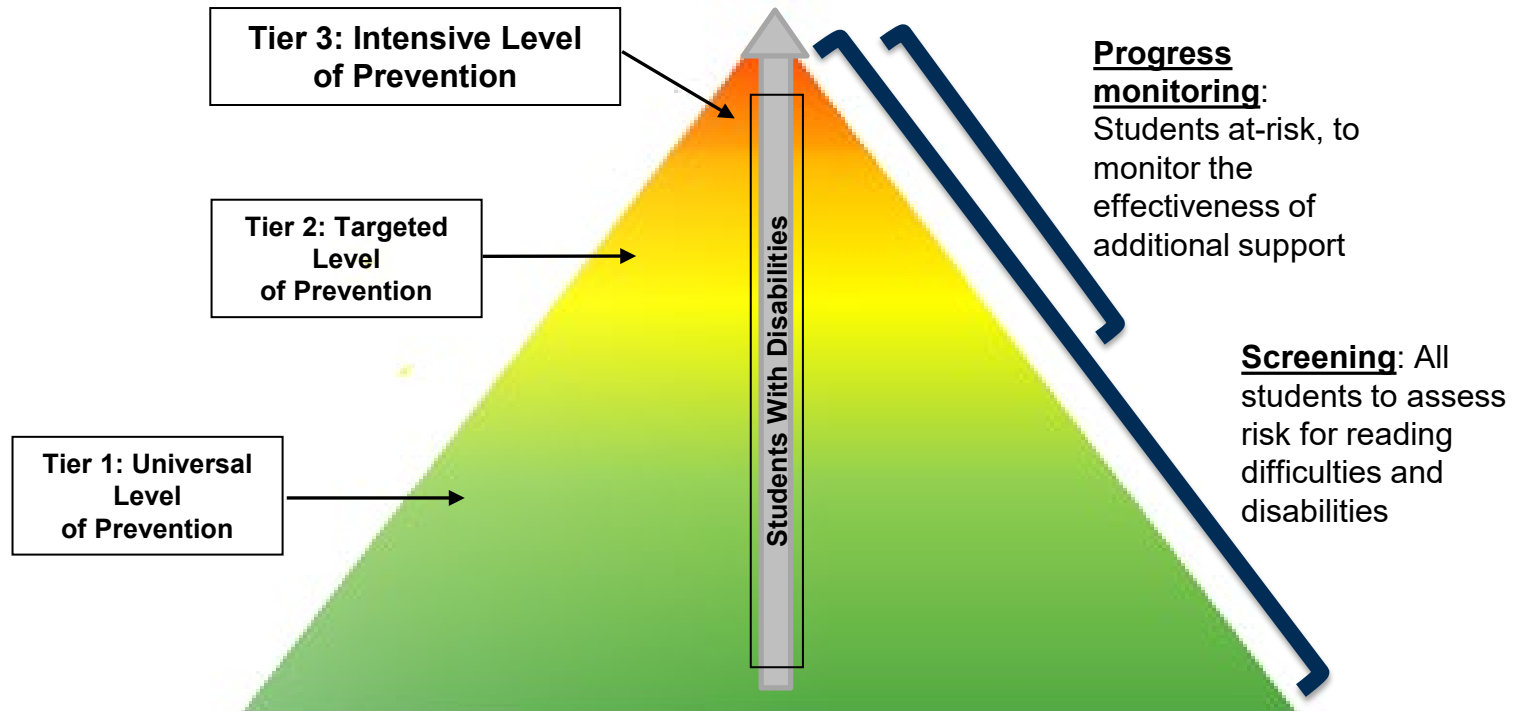 Tier 3: Intensive Level
of Prevention
Tier 2: Targeted
Level
of Prevention
Tier 1: Universal
Level
of Prevention
Students With Disabilities
Progress
monitoring:
Students at-risk, to
monitor the
effectiveness of
additional support
Screening: All
students to assess
risk for reading
difficulties and
disabilities